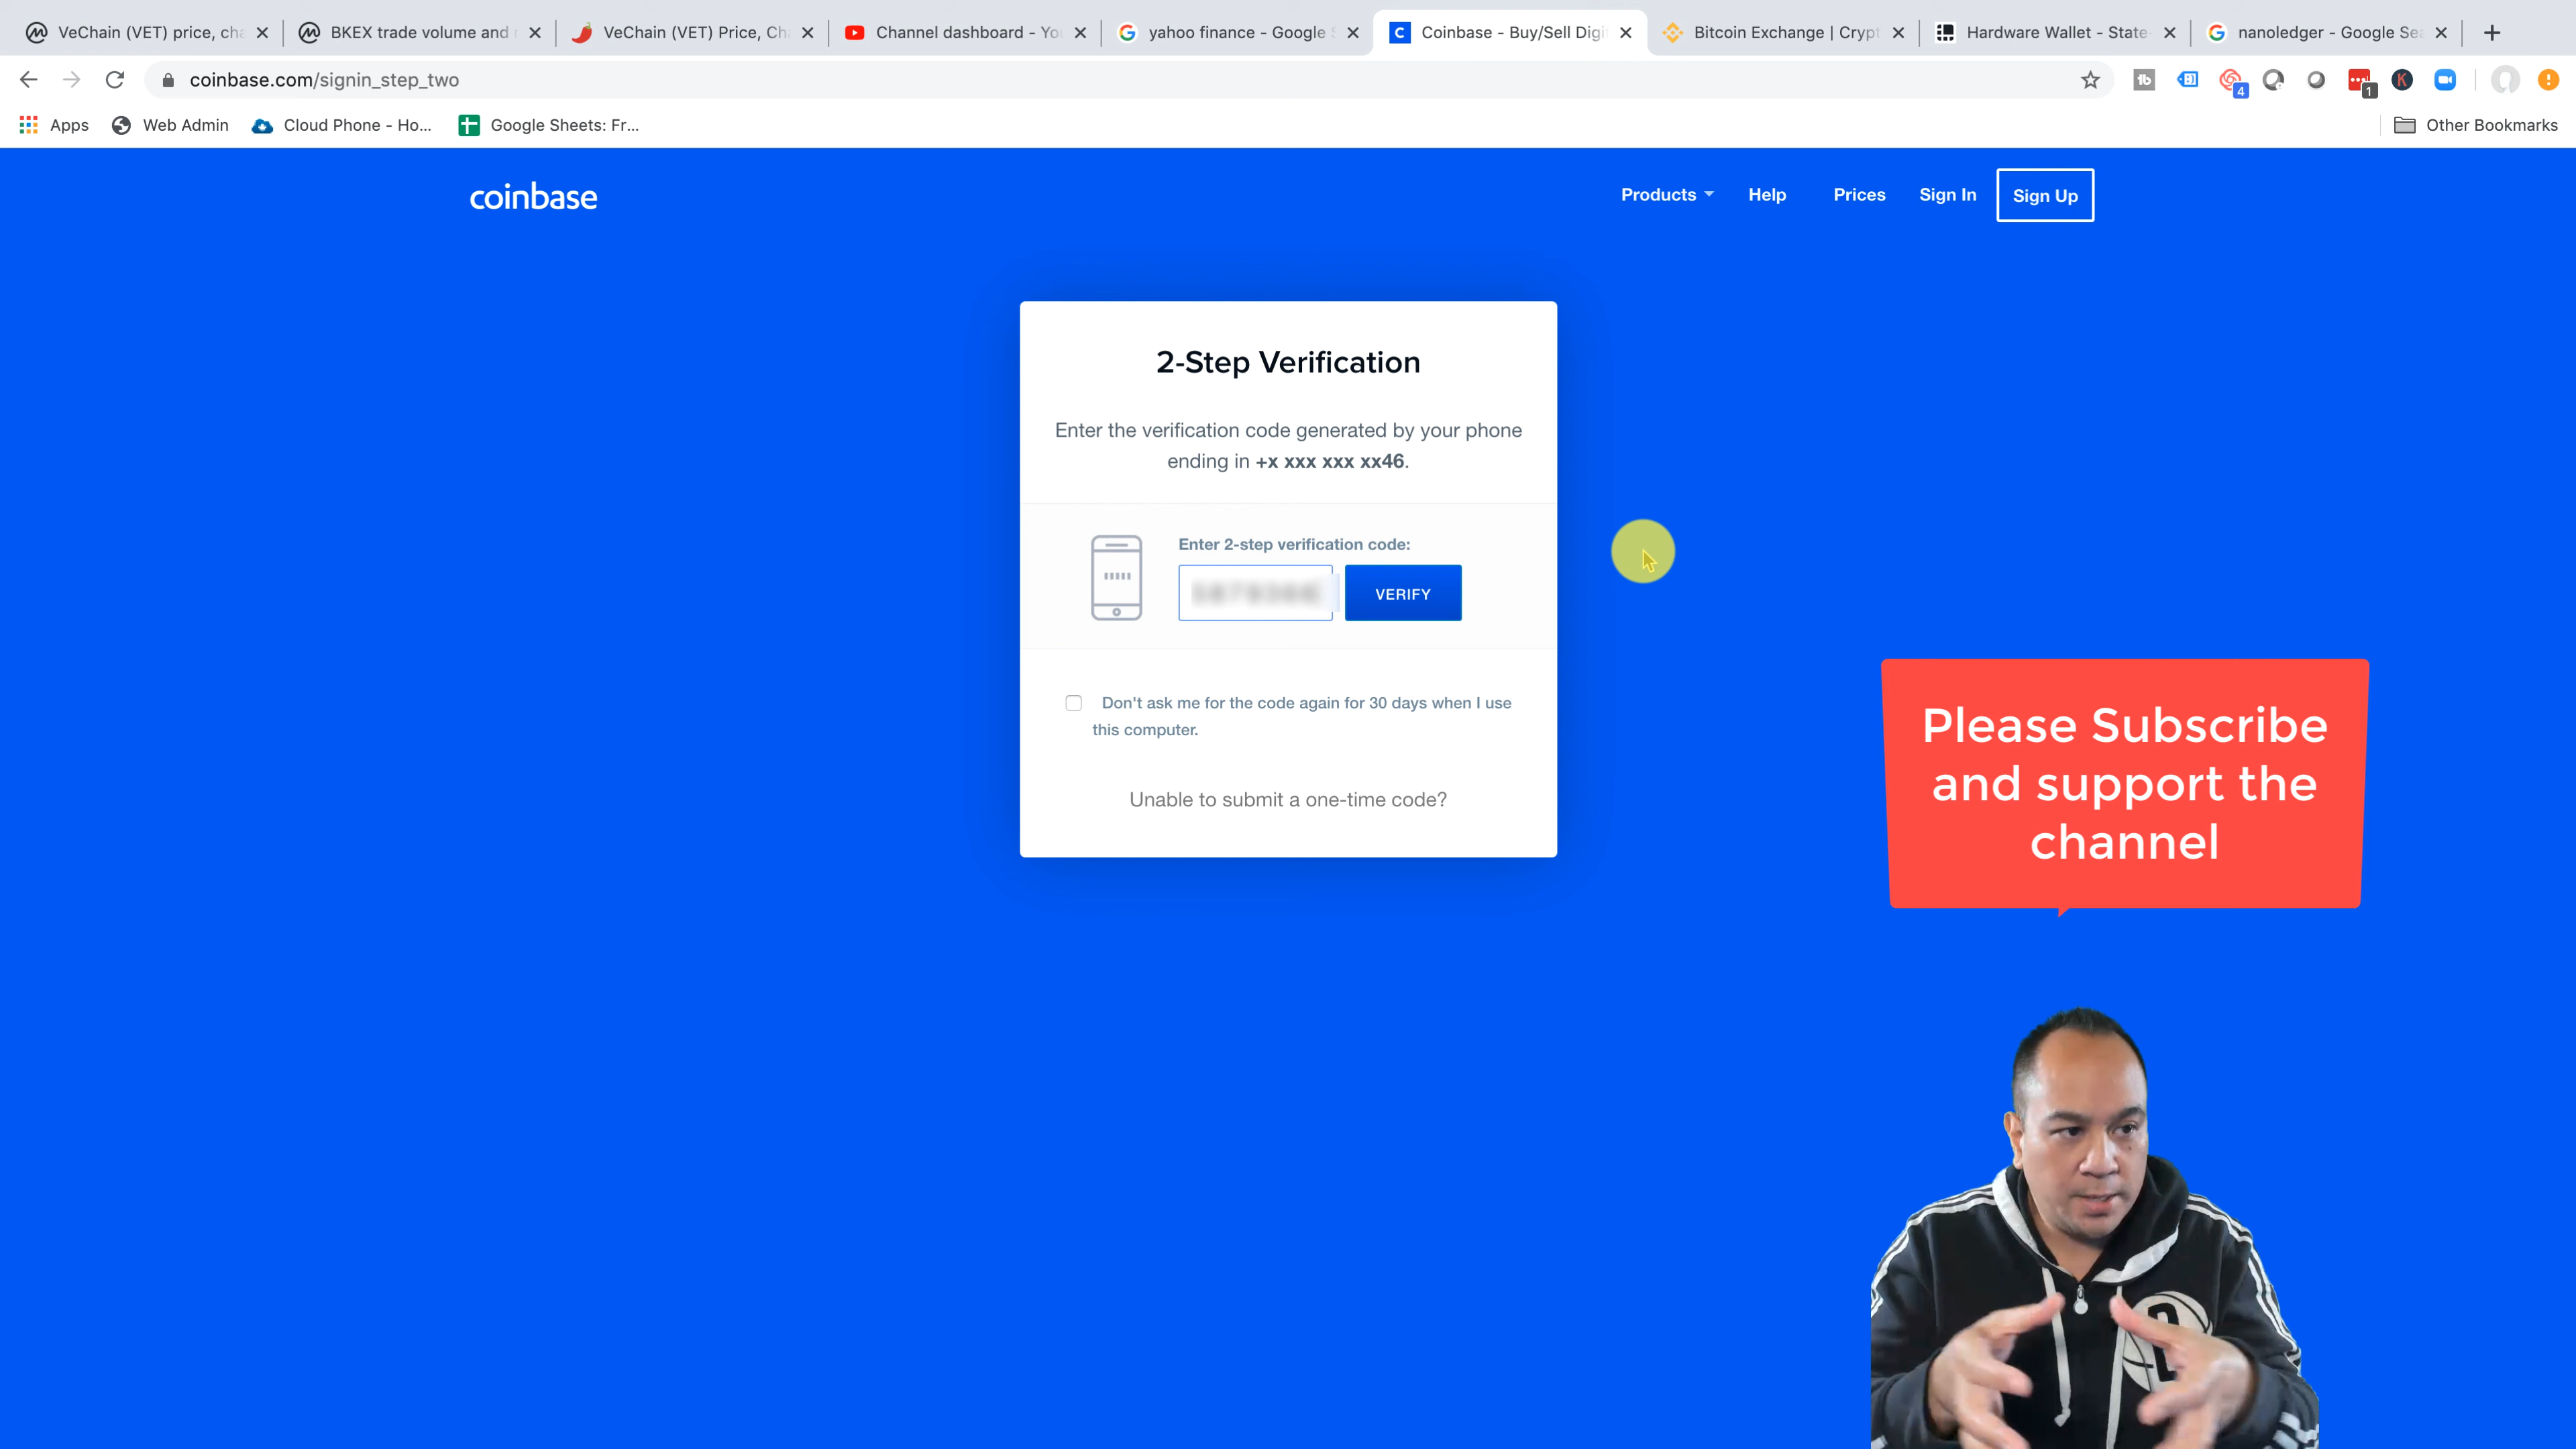 VeChain (VET) price, cha
BKEX trade volume and
VeChain (VET) Price, Ch
Channel dashboard - You
yahoo finance - Google S
Coinbase - Buy/Sell Digi
Bitcoin Exchange | Crypt
Hardware Wallet - State-
nanoledger - Google Sea
coinbase.com/signin_step_two
4
1
Apps
Web Admin
Cloud Phone - Ho...
Google Sheets: Fr...
Other Bookmarks
coinbase
Products
Help
Prices
Sign In
Sign Up
2-Step Verification
Enter the verification code generated by your phone
ending in +x xxx xxx xx46.
Enter 2-step verification code:
VERIFY
Don't ask me for the code again for 30 days when I use
this computer.
Unable to submit a one-time code?
Please Subscribe
and support the
channel